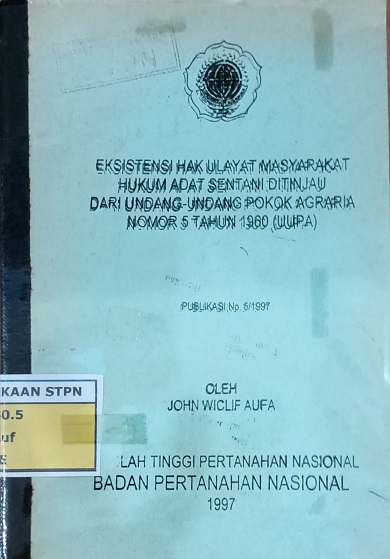 EKSISTENSI HAK ULAYAT MASYARAKAT
HUKUM ADAT SENTANI DITINJAU
DARI UNDANG-UNDANG POKOK AGRARIA
NOMOR 5 TAHUN 1960 (UUPA)
PUBLIKASI No. 5/1997
OLEH
JOHN WICLIF AUFA
KAAN STPN
0.5
uf
LAH TINGGI PERTANAHAN NASIONAL
BADAN PERTANAHAN NASIONAL
1997